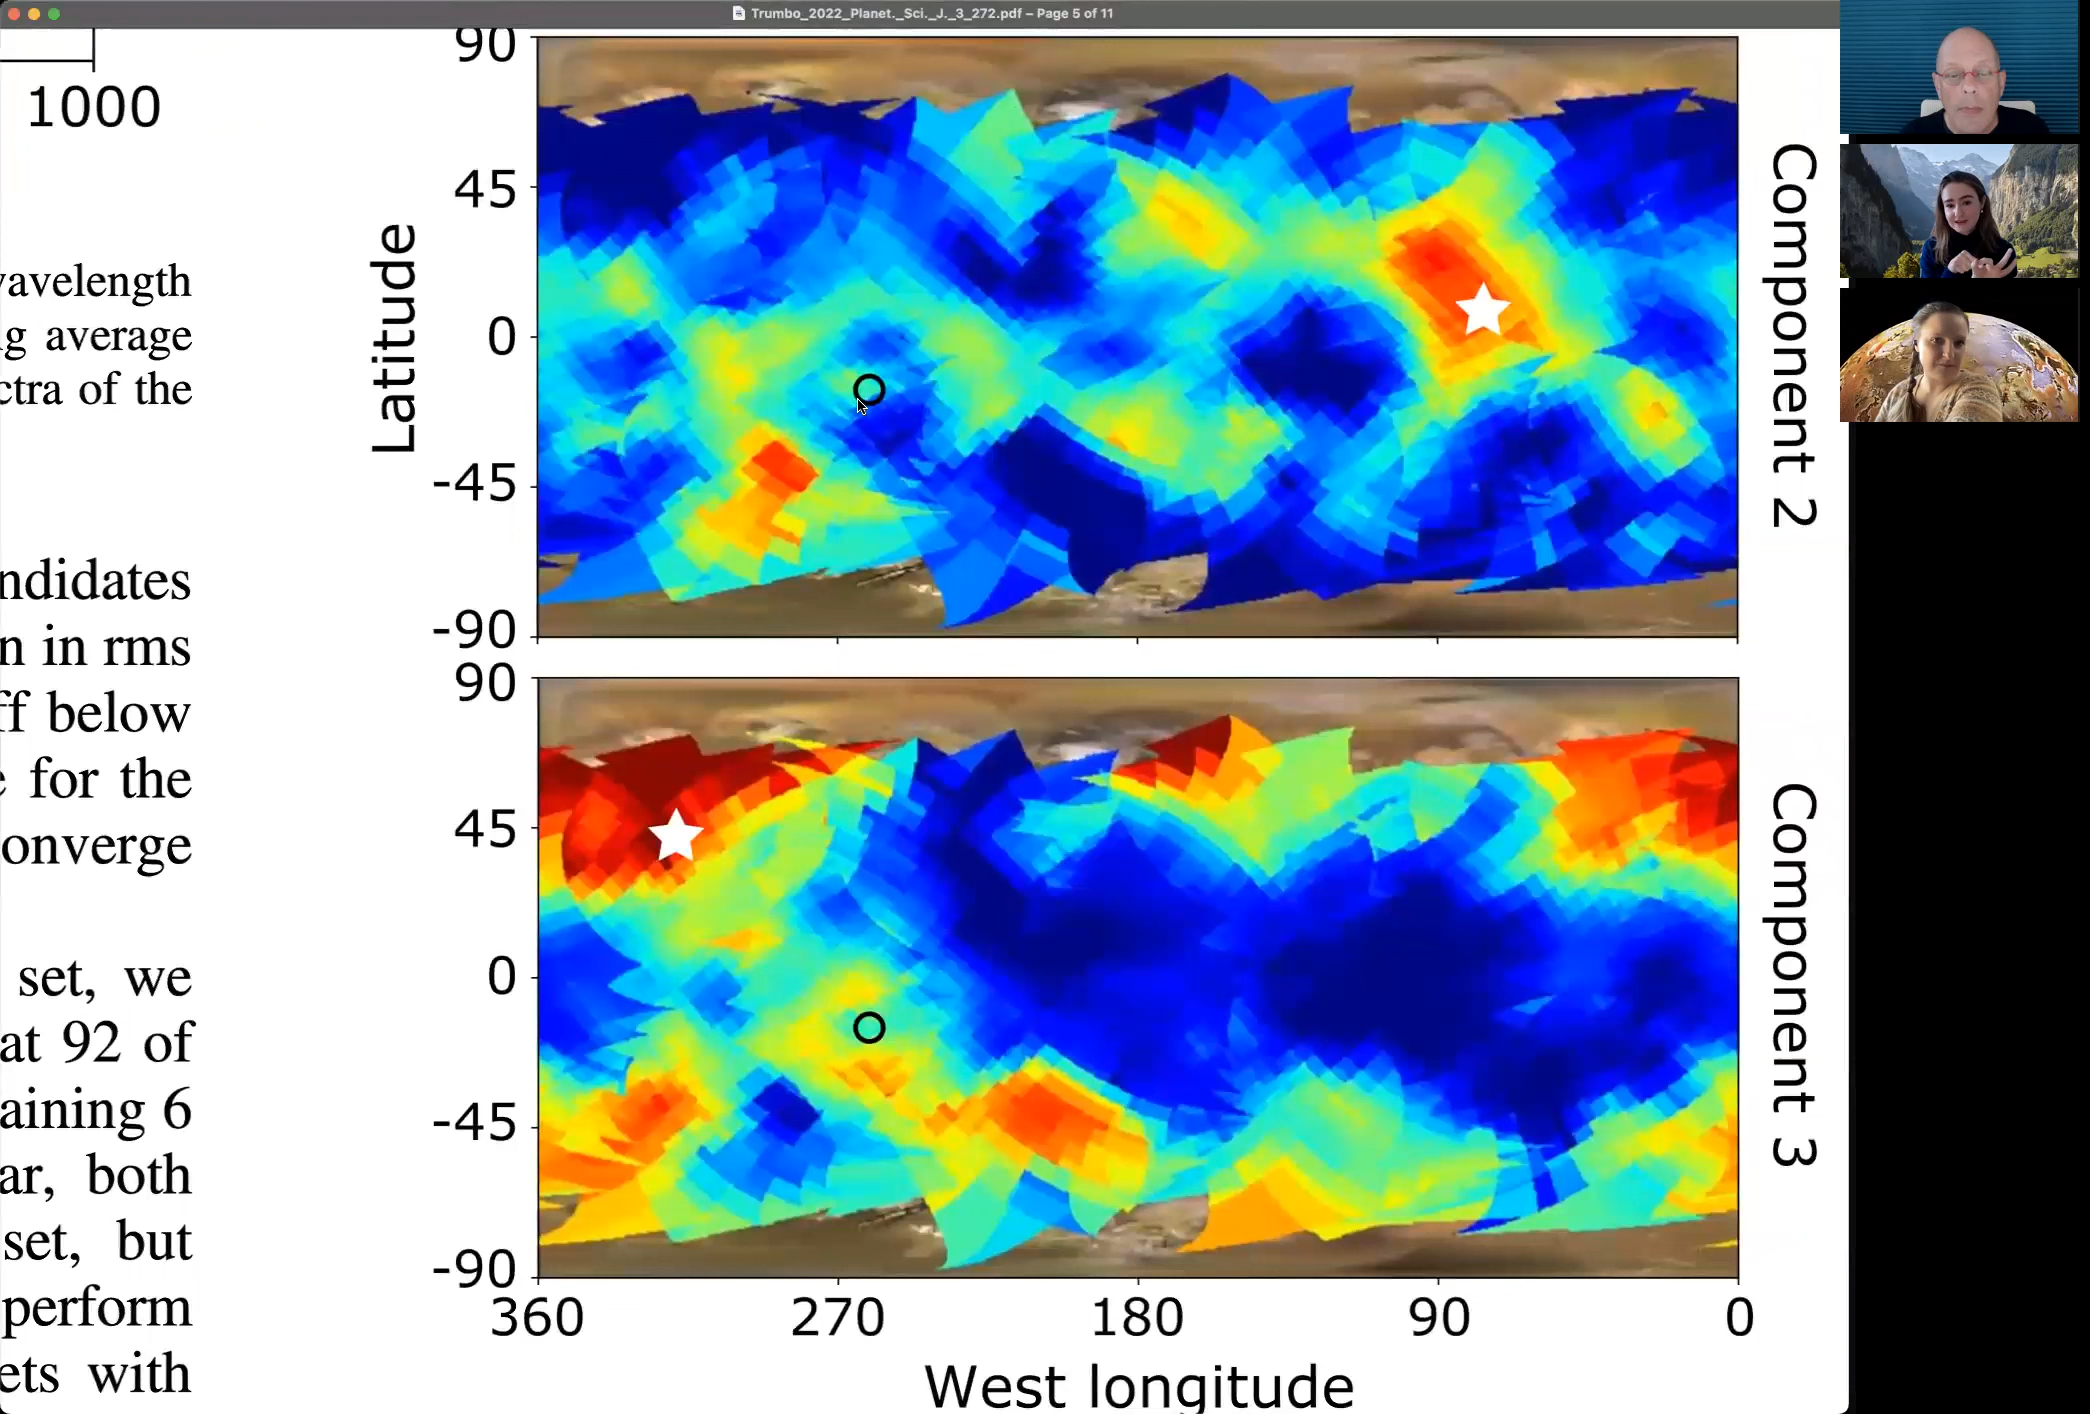 Trumbo_2022_Planet._Sci._J._3_272.pdf – Page 5 of 11
1000
wavelength
average
ctra of the
ndidates
n in rms
ff below
for the
onverge
set, we
at 92 of
aining 6
ar, both
set, but
perform
ets with
90
45
0
-45
-90
Latitude
Component 2
90
45
0
-45
-90
Component 3
360 270 180 90 0
West longitude